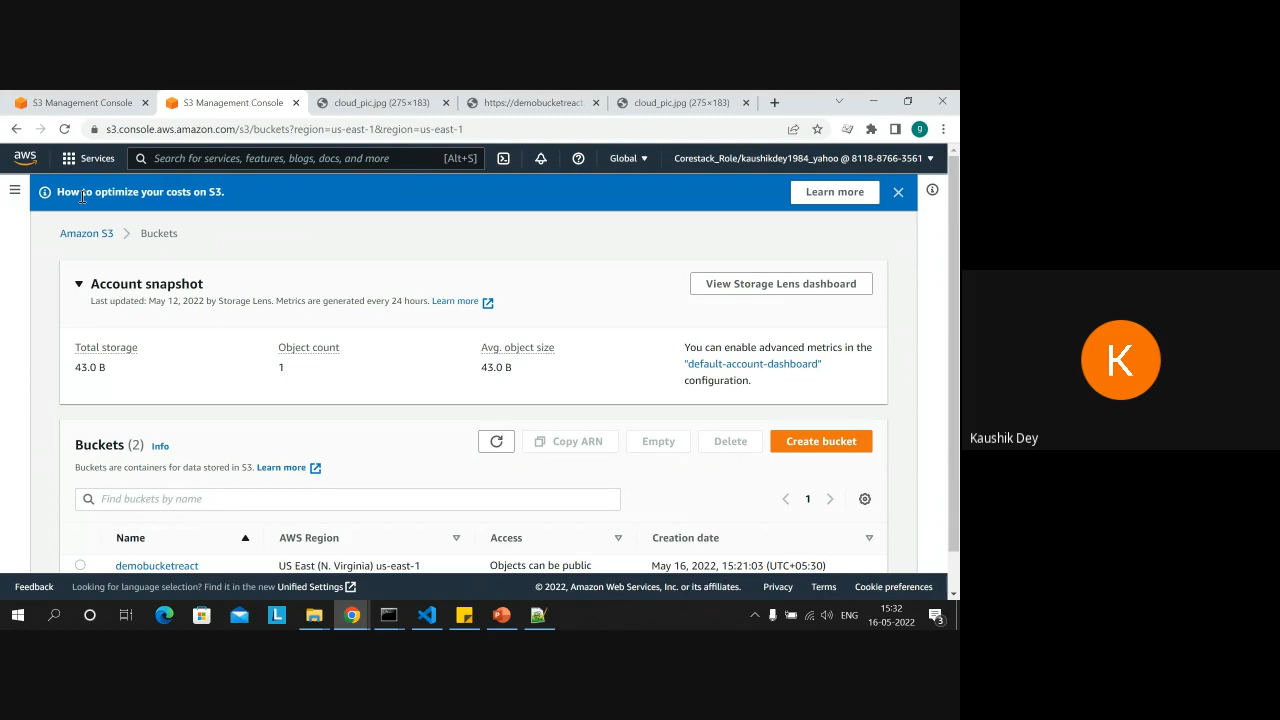 S3 Management Console
S3 Management Console
cloud_pic.jpg (275×183)
https://demobucketreact
cloud_pic.jpg (275×183)
s3.console.aws.amazon.com/s3/buckets?region=us-east-1&region=us-east-1
g
aws
Services
Search for services, features, blogs, docs, and more
[Alt+S]
Global
Corestack_Role/kaushikdey1984_yahoo @ 8118-8766-3561
How to optimize your costs on S3.
Learn more
Amazon S3
Buckets
Account snapshot
View Storage Lens dashboard
Last updated: May 12, 2022 by Storage Lens. Metrics are generated every 24 hours. Learn more
Total storage
43.0 B
Object count
1
Avg. object size
43.0 B
You can enable advanced metrics in the
"default-account-dashboard"
configuration.
Buckets (2) Info
Copy ARN
Empty
Delete
Create bucket
Buckets are containers for data stored in S3. Learn more
Find buckets by name
1
Name
AWS Region
Access
Creation date
demobucketreact
US East (N. Virginia) us-east-1
Objects can be public
May 16, 2022, 15:21:03 (UTC+05:30)
Feedback
Looking for language selection? Find it in the new Unified Settings
© 2022, Amazon Web Services, Inc. or its affiliates.
Privacy
Terms
Cookie preferences
L
ENG
15:32
16-05-2022
3
K
Kaushik Dey